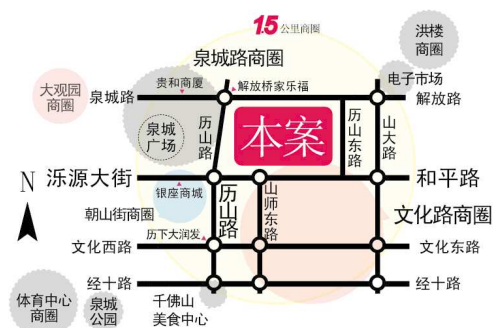 1.5公里商圈
洪楼
商圈
泉城路商圈
电子市场
贵和商厦
解放桥家乐福
大观园
商圈
泉城路
解放路
泉城
广场
历山路
本案
历山东路
山大路
N
泺源大街
和平路
银座商城
历山路
山师东路
朝山街商圈
文化路商圈
历下大润发
文化西路
文化东路
经十路
经十路
体育中心
商圈
泉城
公园
千佛山
美食中心